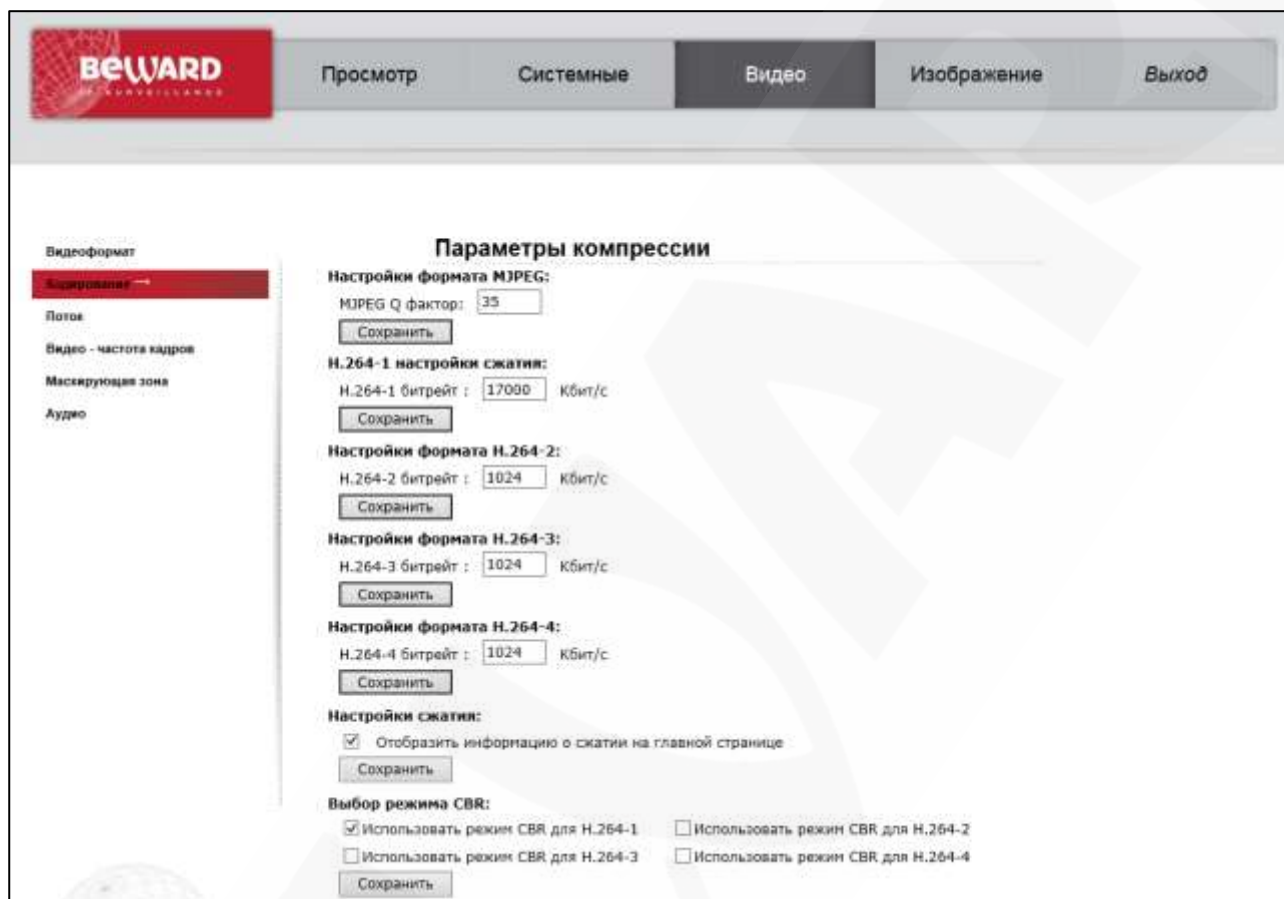 BEWARD
Просмотр Системные Видео Изображение Выход
Видеоформат
Кодирование
Поток
Видео - частота кадров
Маскирующая зона
Аудио
Параметры компрессии
Настройки формата MJPEG:
MJPEG Q фактор: 35
Сохранить
H.264-1 настройки сжатия:
H.264-1 битрейт : 17000 Кбит/с
Сохранить
Настройки формата H.264-2:
H.264-2 битрейт : 1024 Кбит/с
Сохранить
Настройки формата H.264-3:
H.264-3 битрейт : 1024 Кбит/с
Сохранить
Настройки формата H.264-4:
H.264-4 битрейт : 1024 Кбит/с
Сохранить
Настройки сжатия:
Отобразить информацию о сжатии на главной странице
Сохранить
Выбор режима CBR:
Использовать режим CBR для H.264-1 Использовать режим CBR для H.264-2
Использовать режим CBR для H.264-3 Использовать режим CBR для H.264-4
Сохранить